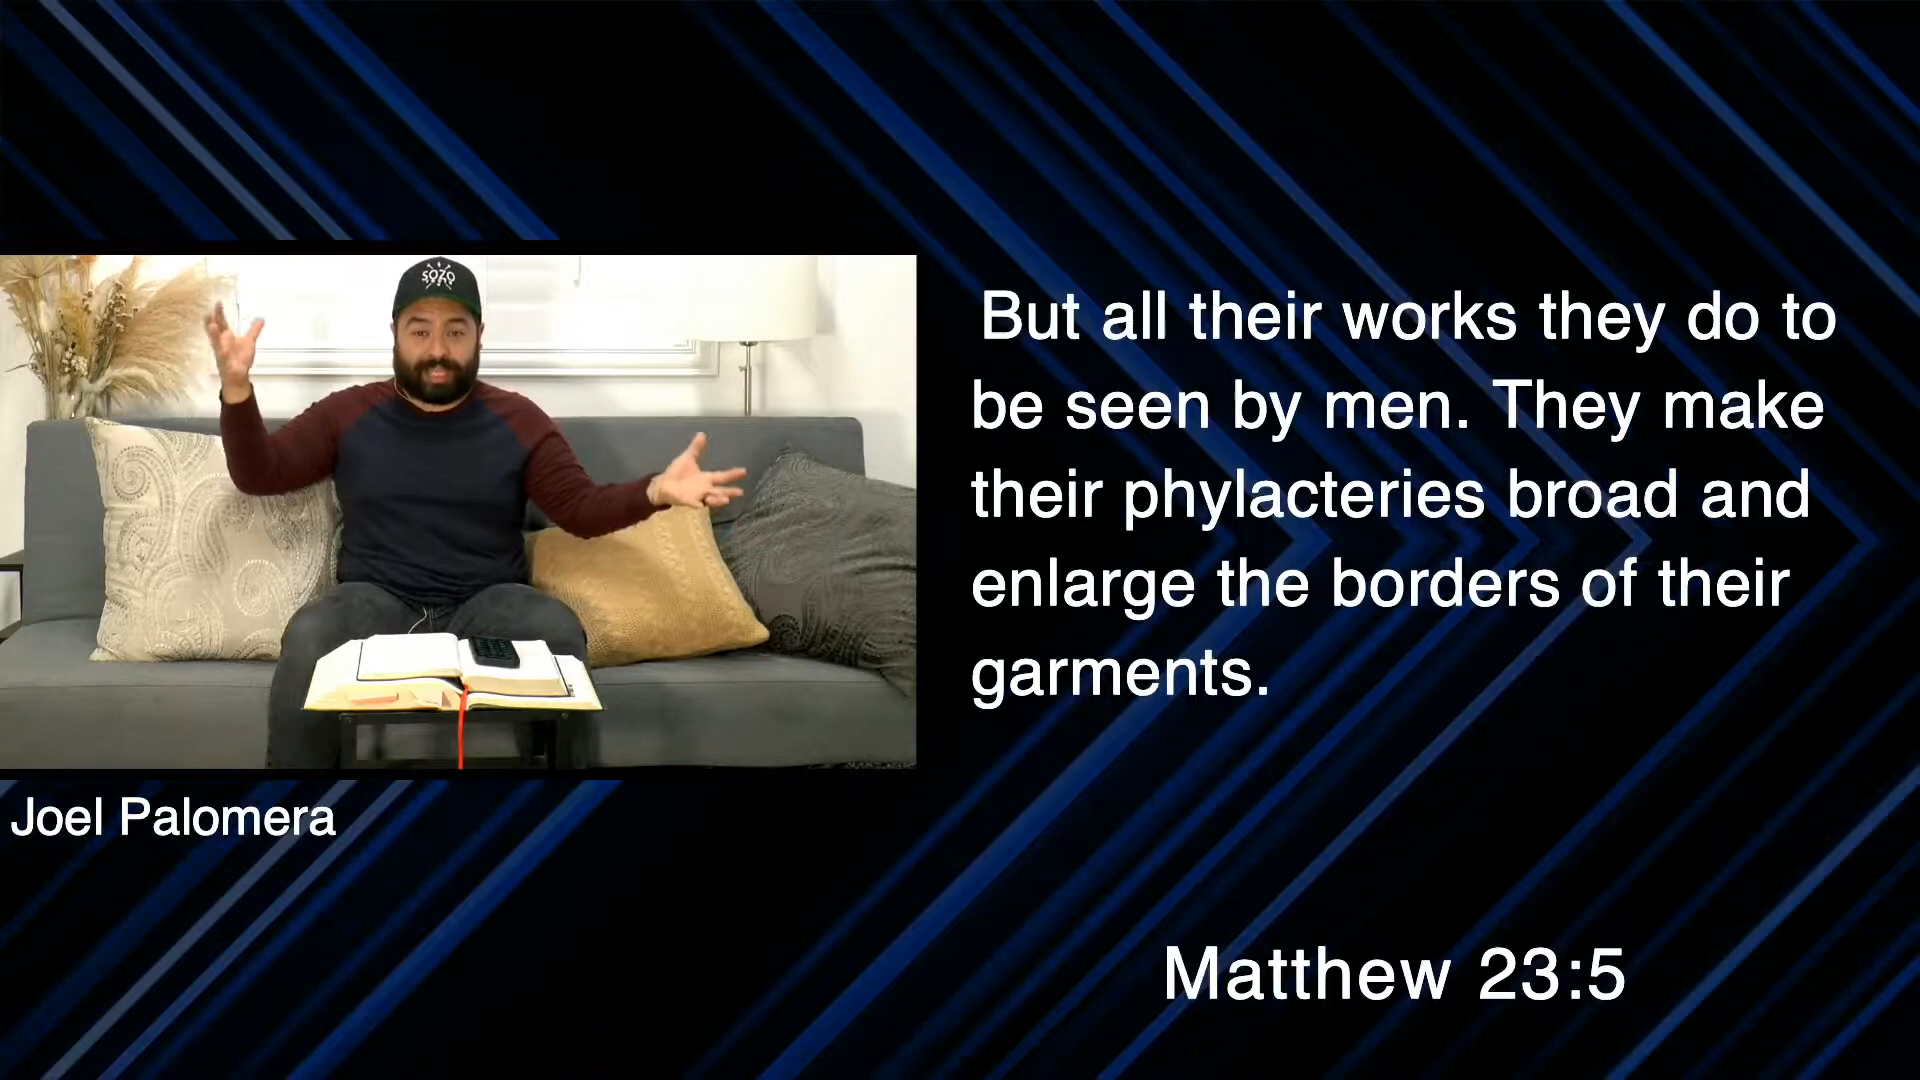 SOZO
But all their works they do to
be seen by men. They make
their phylacteries broad and
enlarge the borders of their
garments.
Joel Palomera
Matthew 23:5